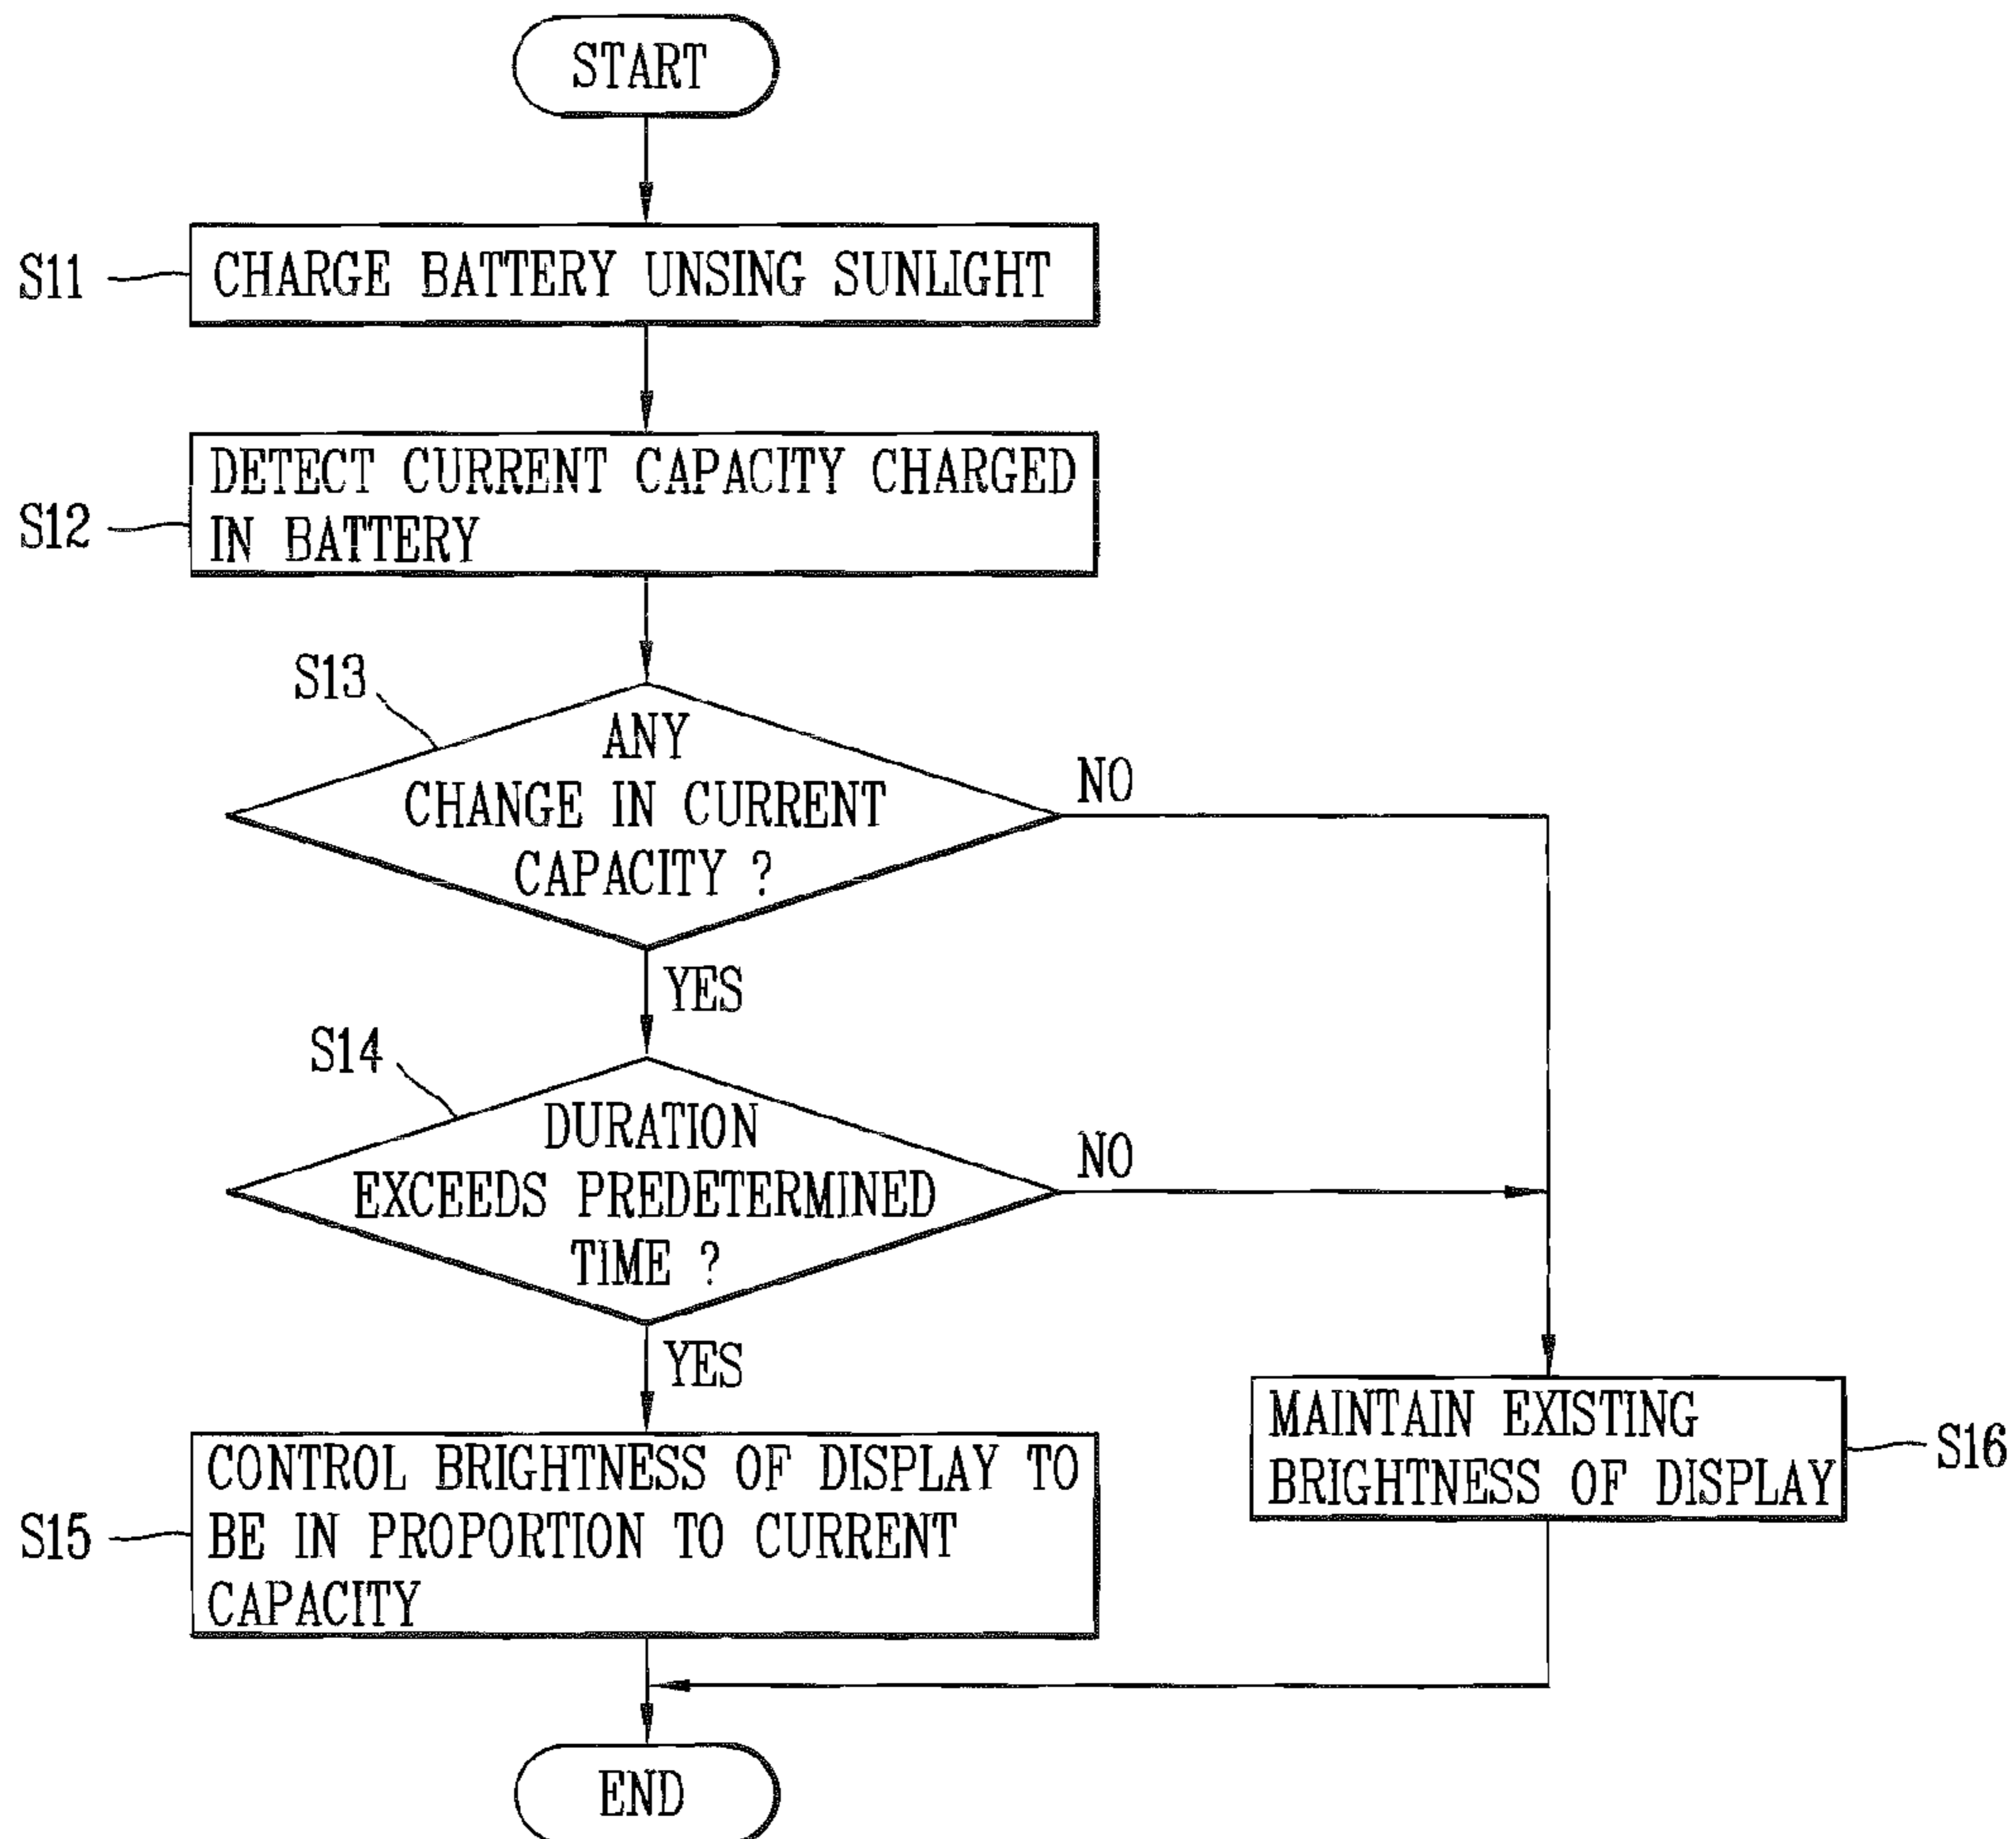 START
S11
CHARGE BATTERY UNSING SUNLIGHT
S12
DETECT CURRENT CAPACITY CHARGED
IN BATTERY
S13
ANY
CHANGE IN CURRENT
CAPACITY ?
NO
YES
S14
DURATION
EXCEEDS PREDETERMINED
TIME ?
NO
YES
S15
CONTROL BRIGHTNESS OF DISPLAY TO
BE IN PROPORTION TO CURRENT
CAPACITY
MAINTAIN EXISTING
BRIGHTNESS OF DISPLAY
S16
END